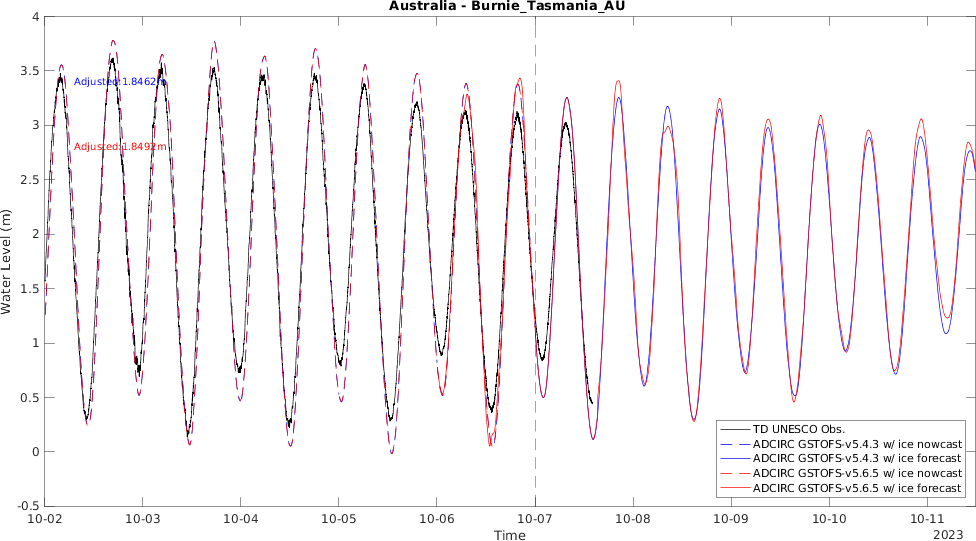 Australia - Burnie_Tasmania_AU
4
3.5
3
2.5
2
1.5
1
0.5
0
-0.5
Water Level (m)
Adjusted:1.8462m
Adjusted:1.8492m
TD UNESCO Obs.
ADCIRC GSTOFS-v5.4.3 w/ ice nowcast
ADCIRC GSTOFS-v5.4.3 w/ ice forecast
ADCIRC GSTOFS-v5.6.5 w/ ice nowcast
ADCIRC GSTOFS-v5.6.5 w/ ice forecast
10-02 10-03 10-04 10-05 10-06 10-07 10-08 10-09 10-10 10-11
Time
2023